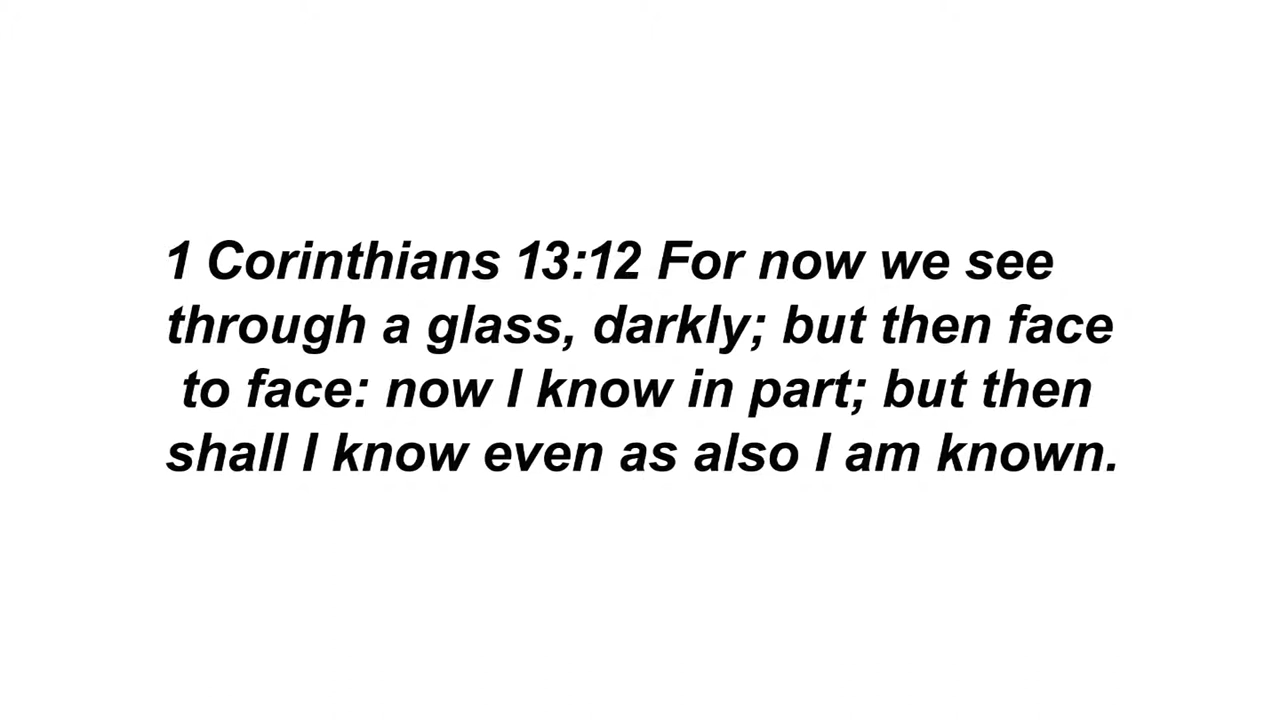 1 Corinthians 13:12 For now we see
through a glass, darkly; but then face
to face: now I know in part; but then
shall I know even as also I am known.